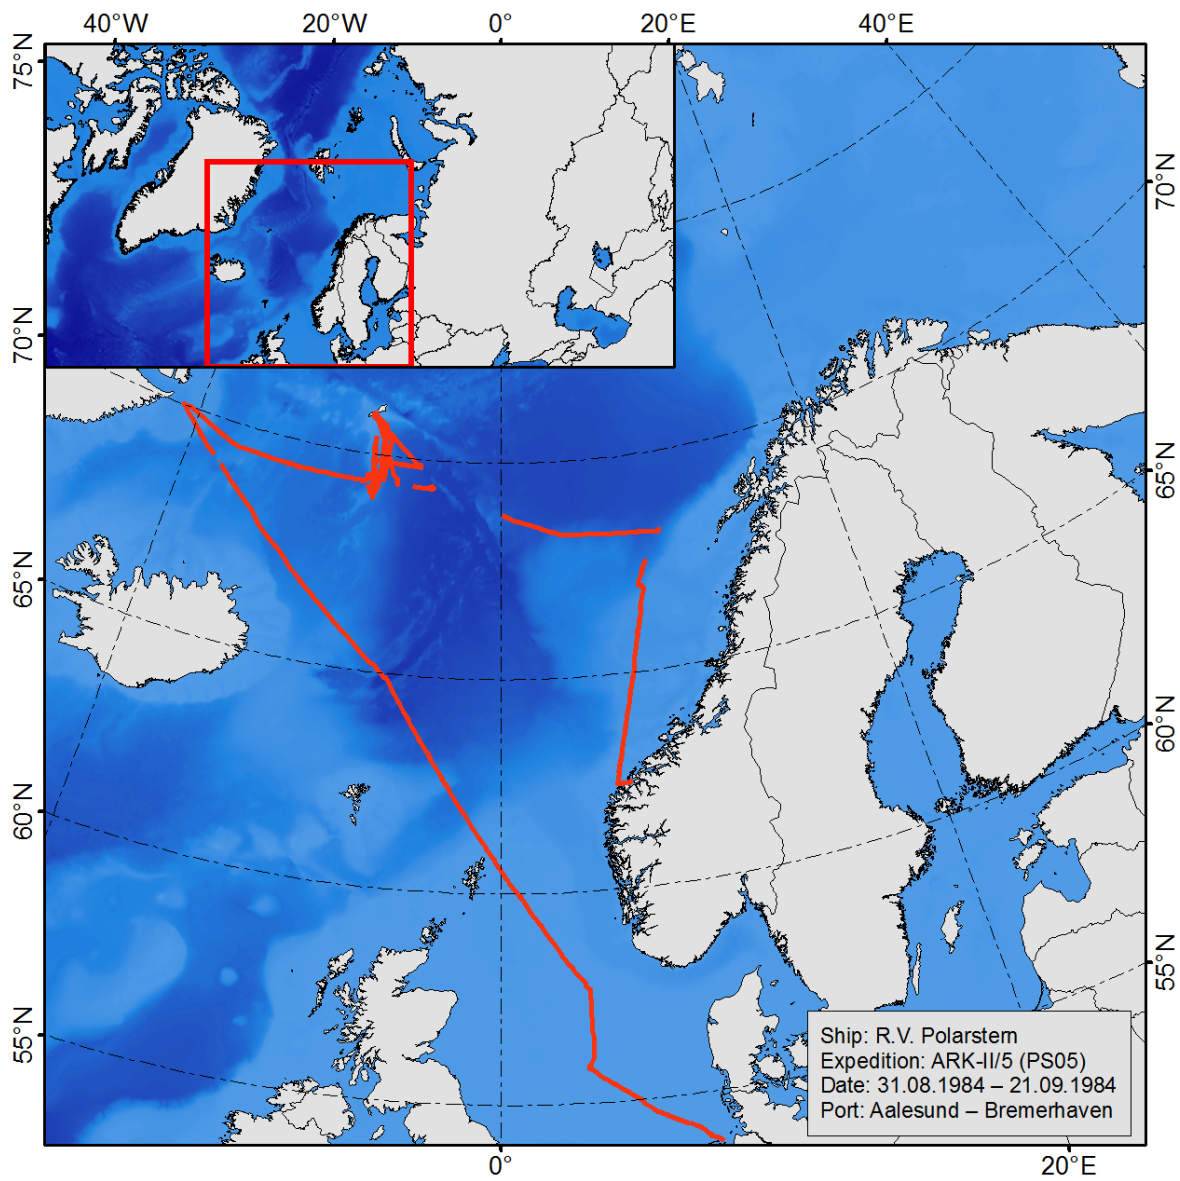 40°W 20°W 0° 20°E 40°E
75°N
70°N
70°N
65°N
65°N
60°N
60°N
55°N
55°N
Ship: R.V. Polarstern
Expedition: ARK-II/5 (PS05)
Date: 31.08.1984 – 21.09.1984
Port: Aalesund – Bremerhaven
0° 20°E